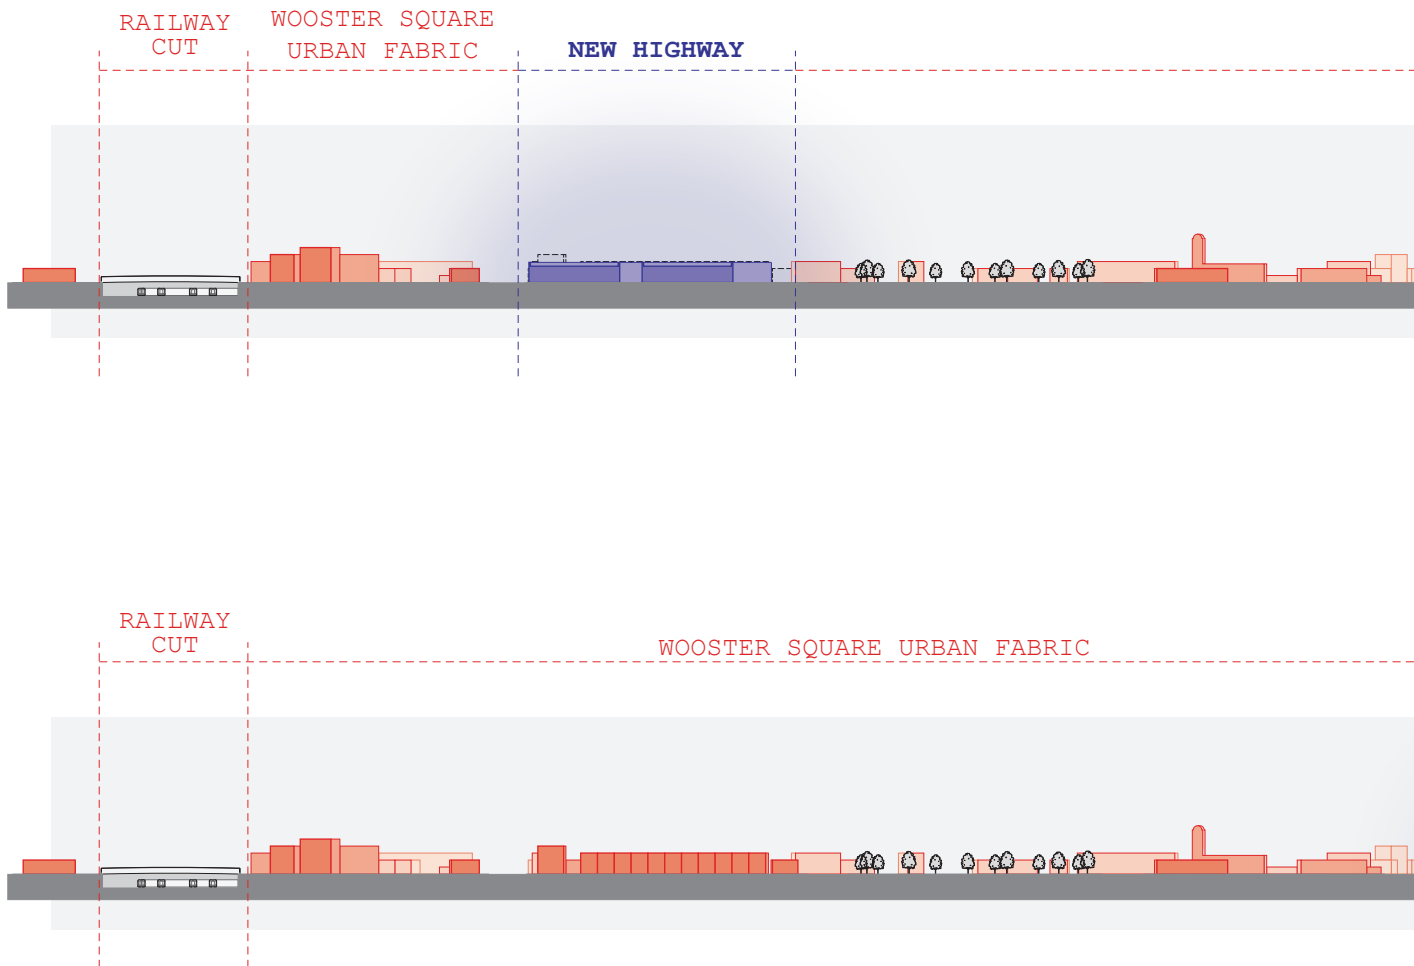 RAILWAY
CUT
WOOSTER SQUARE
URBAN FABRIC
NEW HIGHWAY
RAILWAY
CUT
WOOSTER SQUARE URBAN FABRIC